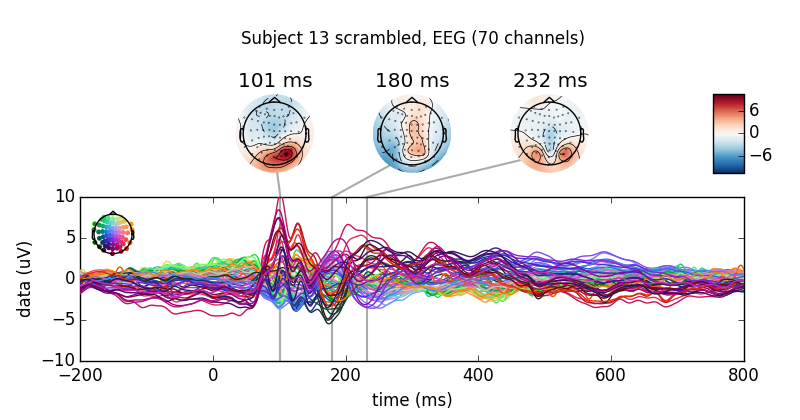 Subject 13 scrambled, EEG (70 channels)
101 ms 180 ms 232 ms
6
0
−6
10
5
0
−5
−10
data (uV)
−200 0 200 400 600 800
time (ms)